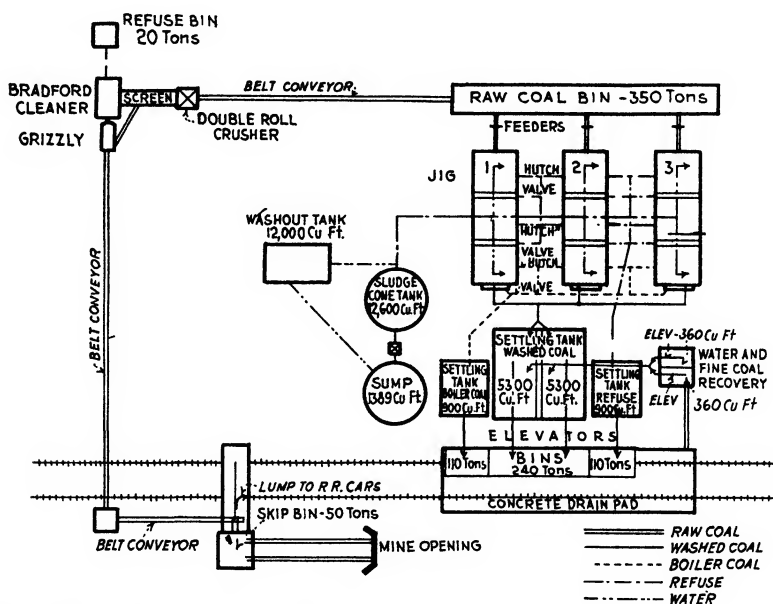 REFUSE BIN
20 Tons
BRADFORD
CLEANER
SCREEN
GRIZZLY
DOUBLE ROLL
CRUSHER
BELT CONVEYOR
RAW COAL BIN - 350 Tons
FEEDERS
JIG
1
2
3
HUTCH
VALVE
HUTCH
VALVE
HUTCH
VALVE
WASHOUT TANK
12,000 Cu Ft.
SLUDGE
CONE TANK
12,600 Cu.Ft
SUMP
1389 Cu Ft
BELT CONVEYOR
SETTLING
TANK
BOILER COAL
900 Cu.Ft.
SETTLING TANK
WASHED COAL
5300
Cu.Ft
5300
Cu.Ft.
SETTLING
TANK
REFUSE
900 Cu.Ft.
ELEV-360 Cu Ft
WATER AND
FINE COAL
RECOVERY
ELEV
360 Cu Ft
ELEVATORS
110 Tons
BINS
240 Tons
110 Tons
CONCRETE DRAIN PAD
LUMP TO R.R. CARS
SKIP BIN-50 Tons
BELT CONVEYOR
MINE OPENING
RAW COAL
WASHED COAL
BOILER COAL
REFUSE
WATER